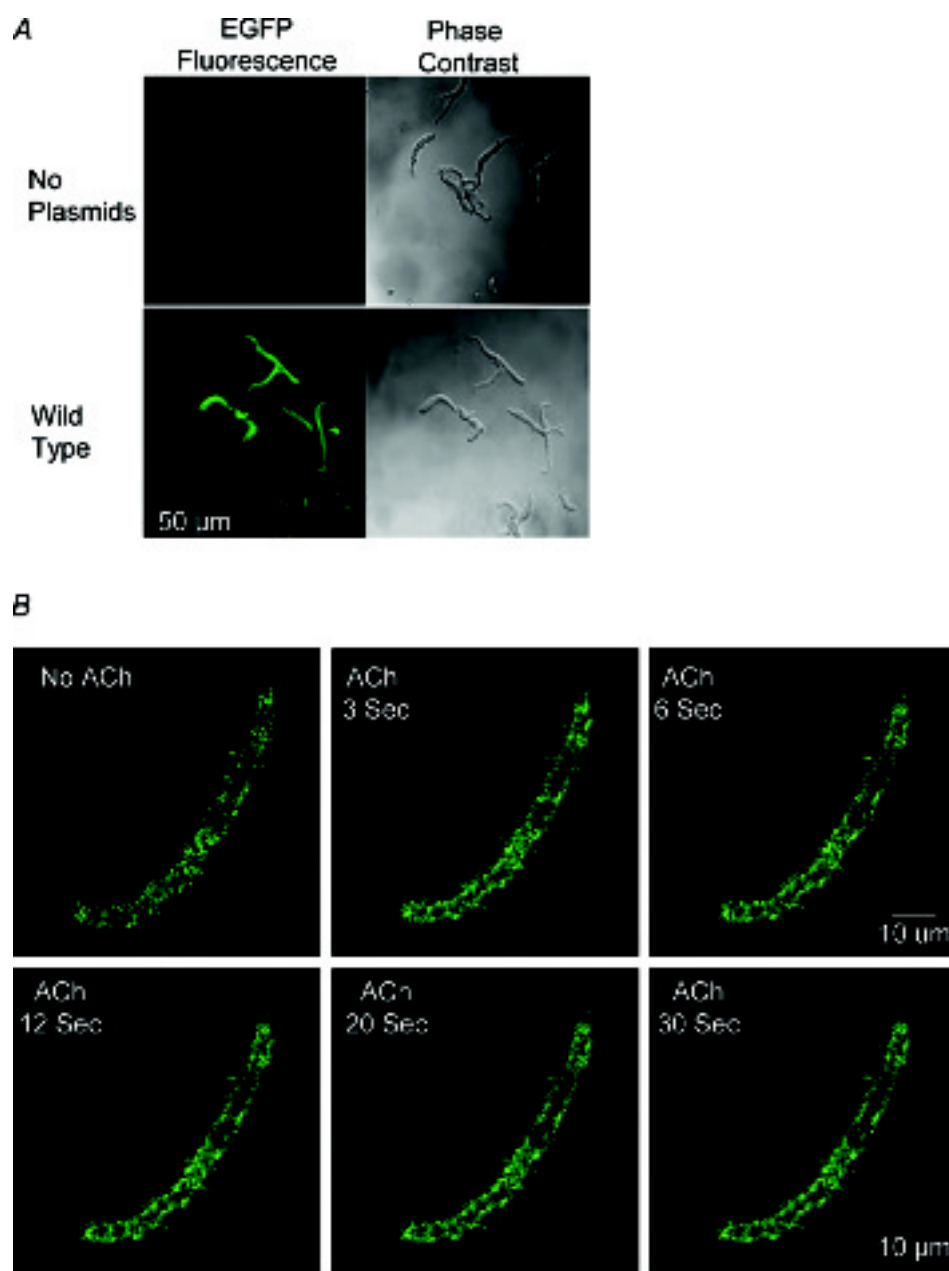 A
EGFP
Fluorescence
Phase
Contrast
No
Plasmids
Wild
Type
50 µm
B
No ACh
ACh
3 Sec
ACh
6 Sec
10 µm
ACh
12 Sec
ACh
20 Sec
ACh
30 Sec
10 µm